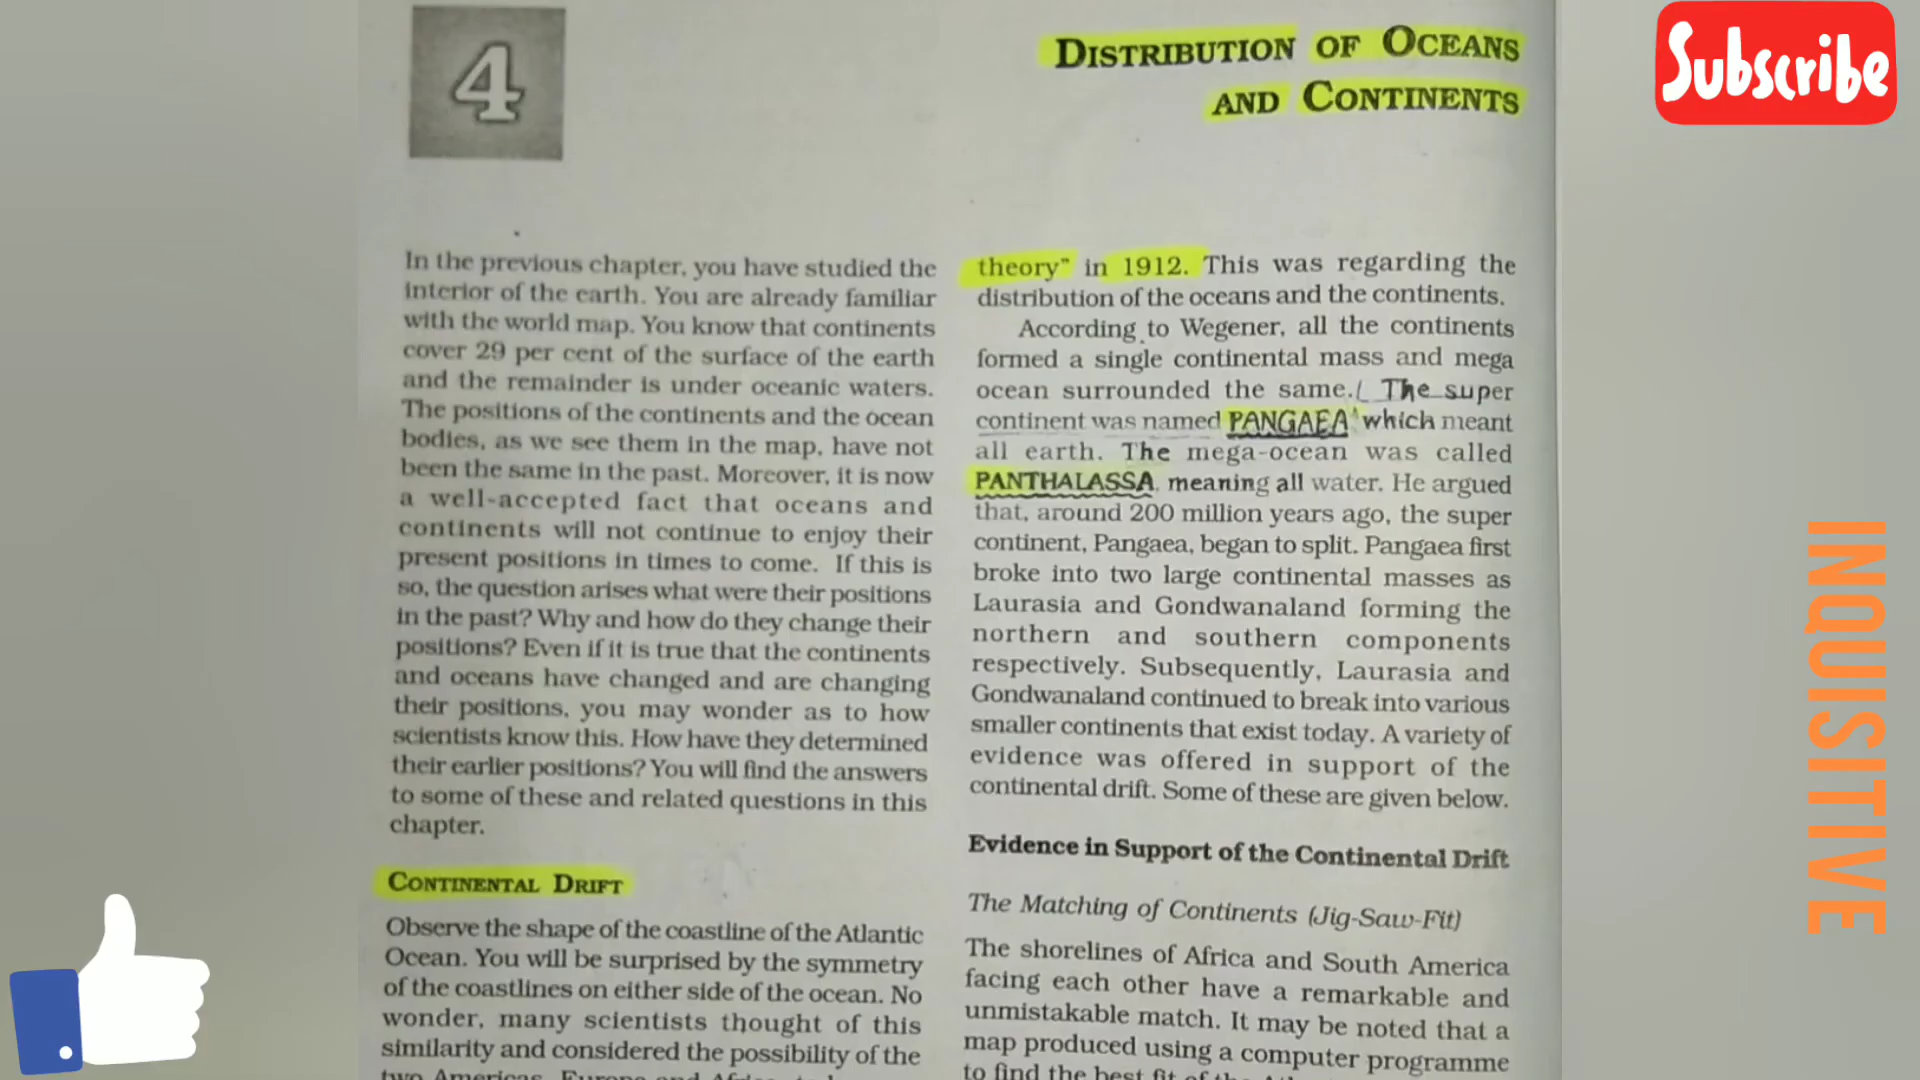 4
DISTRIBUTION OF OCEANS
AND CONTINENTS
In the previous chapter, you have studied the
interior of the earth. You are already familiar
with the world map. You know that continents
cover 29 per cent of the surface of the earth
and the remainder is under oceanic waters.
The positions of the continents and the ocean
bodies, as we see them in the map, have not
been the same in the past. Moreover, it is now
a well-accepted fact that oceans and
continents will not continue to enjoy their
present positions in times to come. If this is
so, the question arises what were their positions
in the past? Why and how do they change their
positions? Even if it is true that the continents
and oceans have changed and are changing
their positions, you may wonder as to how
scientists know this. How have they determined
their earlier positions? You will find the answers
to some of these and related questions in this
chapter.
CONTINENTAL DRIFT
Observe the shape of the coastline of the Atlantic
Ocean. You will be surprised by the symmetry
of the coastlines on either side of the ocean. No
wonder, many scientists thought of this
similarity and considered the possibility of the
two Americas, Europe and Africa
theory" in 1912. This was regarding the
distribution of the oceans and the continents.
According to Wegener, all the continents
formed a single continental mass and mega
ocean surrounded the same. The super
continent was named PANGAEA which meant
all earth. The mega-ocean was called
PANTHALASSA, meaning all water. He argued
that, around 200 million years ago, the super
continent, Pangaea, began to split. Pangaea first
broke into two large continental masses as
Laurasia and Gondwanaland forming the
northern and southern components
respectively. Subsequently, Laurasia and
Gondwanaland continued to break into various
smaller continents that exist today. A variety of
evidence was offered in support of the
continental drift. Some of these are given below.
Evidence in Support of the Continental Drift
The Matching of Continents (Jig-Saw-Fit)
The shorelines of Africa and South America
facing each other have a remarkable and
unmistakable match. It may be noted that a
map produced using a computer programme
to find the best fit of the
Subscribe
INQUISITIVE